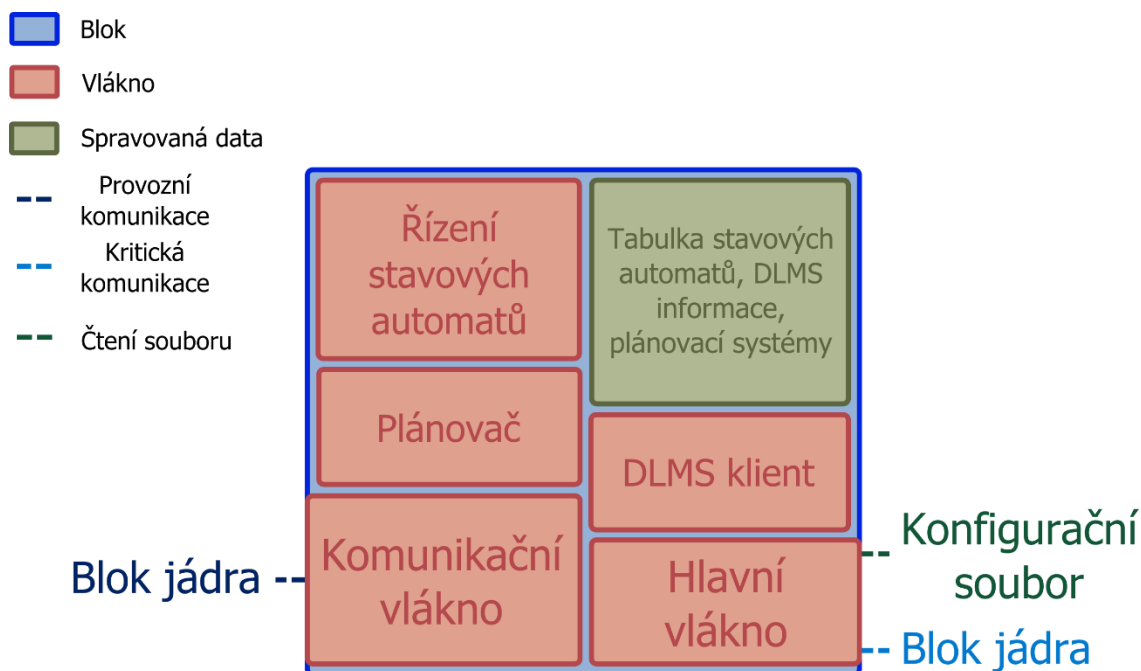 Blok
Vlákno
Spravovaná data
Provozní
komunikace
Kritická
komunikace
Čtení souboru
Řízení
stavových
automatů
Tabulka stavových
automatů, DLMS
informace,
plánovací systémy
Plánovač
DLMS klient
Komunikační
vlákno
Hlavní
vlákno
Blok jádra
Konfigurační
soubor
Blok jádra